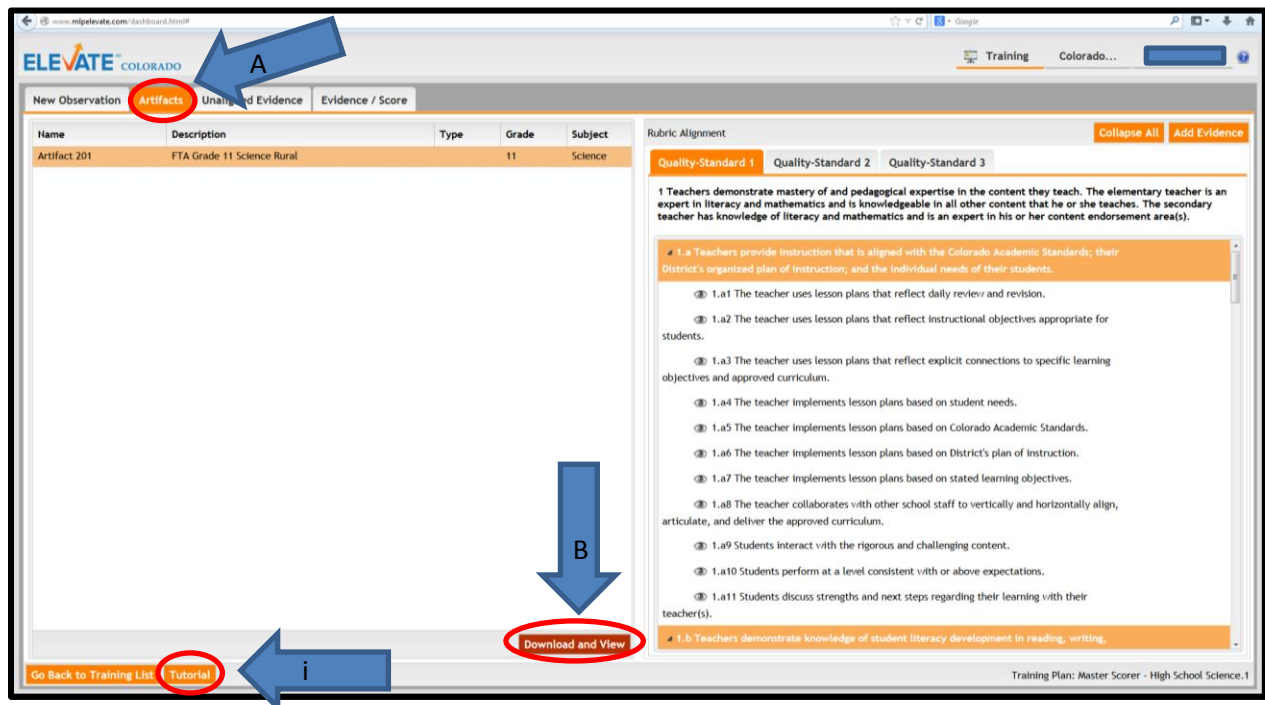 www.mlpelevate.com/dashboard.html#
Google
ELEVATE™ COLORADO
A
Training
Colorado...
New Observation
Artifacts
Evidence
Evidence / Score
Name
Description
Type
Grade
Subject
Artifact 201
FTA Grade 11 Science Rural
11
Science
Rubric Alignment
Collapse All
Add Evidence
Quality-Standard 1
Quality-Standard 2
Quality-Standard 3
1 Teachers demonstrate mastery of and pedagogical expertise in the content they teach. The elementary teacher is an
expert in literacy and mathematics and is knowledgeable in all other content that he or she teaches. The secondary
teacher has knowledge of literacy and mathematics and is an expert in his or her content endorsement area(s).
1.a Teachers provide instruction that is aligned with the Colorado Academic Standards; their
District's organized plan of instruction; and the individual needs of their students.
1.a1 The teacher uses lesson plans that reflect daily review and revision.
1.a2 The teacher uses lesson plans that reflect instructional objectives appropriate for
students.
1.a3 The teacher uses lesson plans that reflect explicit connections to specific learning
objectives and approved curriculum.
1.a4 The teacher implements lesson plans based on student needs.
1.a5 The teacher implements lesson plans based on Colorado Academic Standards.
1.a6 The teacher implements lesson plans based on District's plan of instruction.
1.a7 The teacher implements lesson plans based on stated learning objectives.
1.a8 The teacher collaborates with other school staff to vertically and horizontally align,
articulate, and deliver the approved curriculum.
1.a9 Students interact with the rigorous and challenging content.
1.a10 Students perform at a level consistent with or above expectations.
1.a11 Students discuss strengths and next steps regarding their learning with their
teacher(s).
1.b Teachers demonstrate knowledge of student literacy development in reading, writing,
B
Download and View
Go Back to Training List
Tutorial
i
Training Plan: Master Scorer - High School Science.1